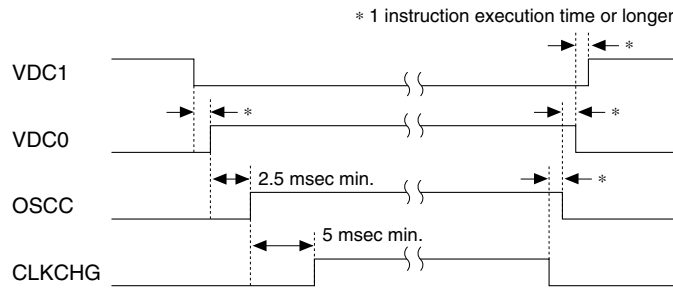 * 1 instruction execution time or longer
VDC1
*
VDC0
*
*
2.5 msec min.
*
OSCC
5 msec min.
CLKCHG